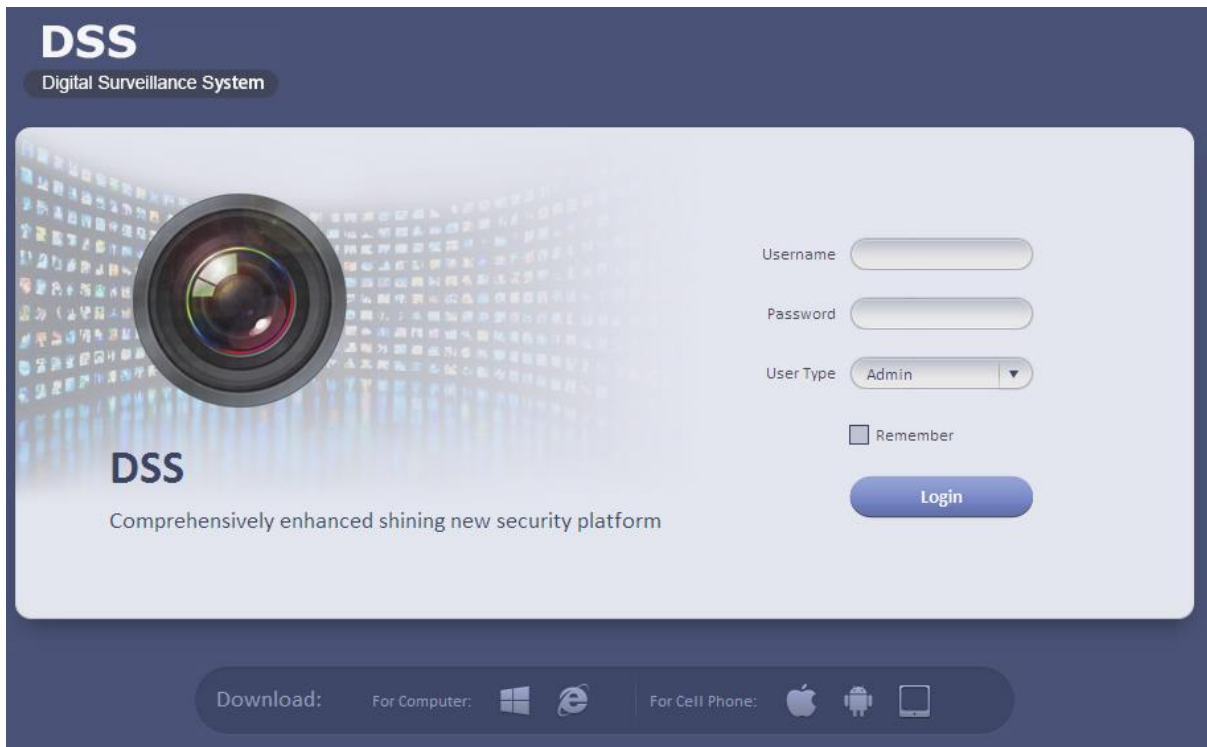 DSS
Digital Surveillance System
Username
Password
User Type Admin
Remember
Login
DSS
Comprehensively enhanced shining new security platform
Download: For Computer: For Cell Phone: